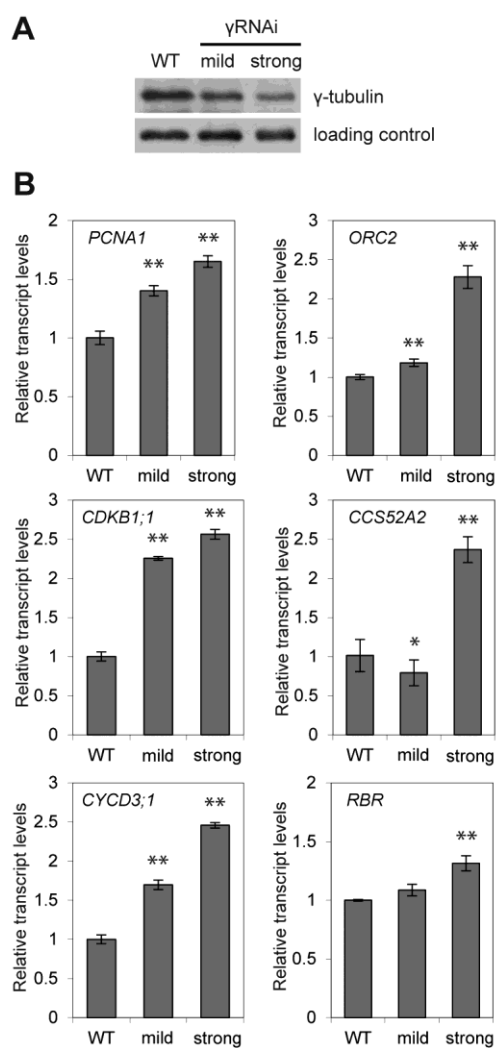 A
γRNAi
WT mild strong
γ-tubulin
loading control
B
PCNA1
Relative transcript levels
2
1.5
1
0.5
0
** **
WT mild strong
ORC2
Relative transcript levels
3
2.5
2
1.5
1
0.5
0
** **
WT mild strong
CDKB1;1
Relative transcript levels
3
2.5
2
1.5
1
0.5
0
** **
WT mild strong
CCS52A2
Relative transcript levels
3
2.5
2
1.5
1
0.5
0
* **
WT mild strong
CYCD3;1
Relative transcript levels
3
2.5
2
1.5
1
0.5
0
** **
WT mild strong
RBR
Relative transcript levels
2
1.5
1
0.5
0
**
WT mild strong